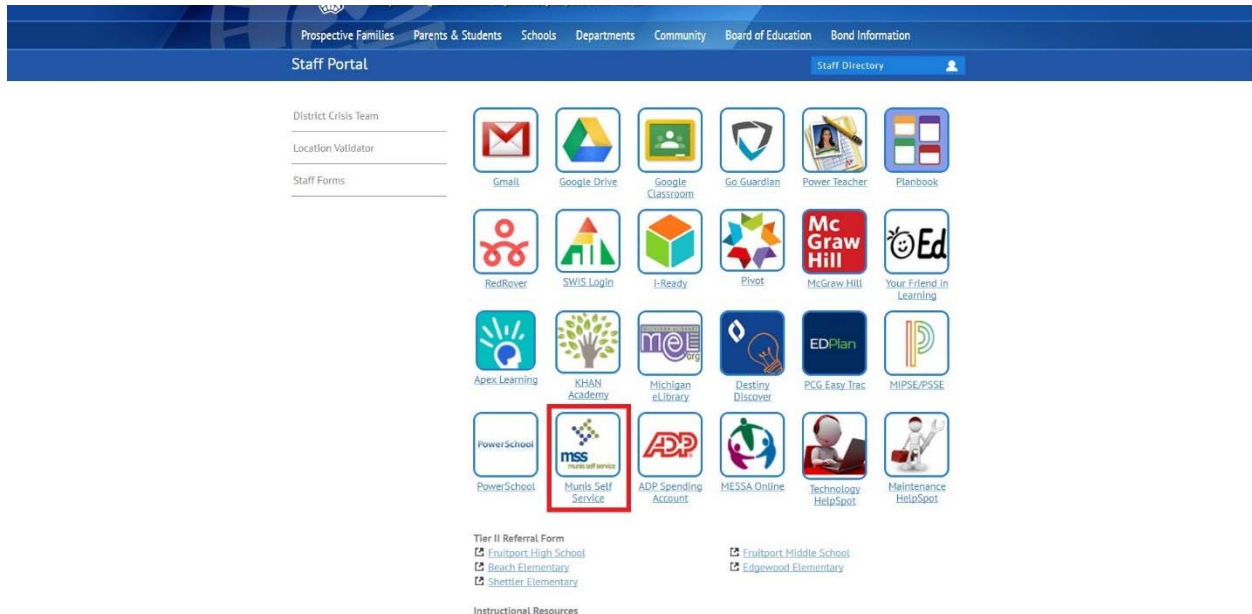 Prospective Families Parents & Students Schools Departments Community Board of Education Bond Information
Staff Portal
Staff Directory
District Crisis Team
Location Validator
Staff Forms
Gmail
Google Drive
Google
Classroom
Go Guardian
Power Teacher
Planbook
Mc
Graw
Hill
Ed
RedRover
SWIS Login
I-Ready
Pivot
McGraw Hill
Your Friend in
Learning
mel
.org
EDPlan
Apex Learning
KHAN
Academy
Michigan
eLibrary
Destiny
Discover
PCG Easy Trac
MIPSE/PSSE
PowerSchool
mss
munis self service
ADP
PowerSchool
Munis Self
Service
ADP Spending
Account
MESSA Online
Technology
HelpSpot
Maintenance
HelpSpot
Tier II Referral Form
Fruitport High School
Fruitport Middle School
Beach Elementary
Edgewood Elementary
Shettler Elementary
Instructional Resources